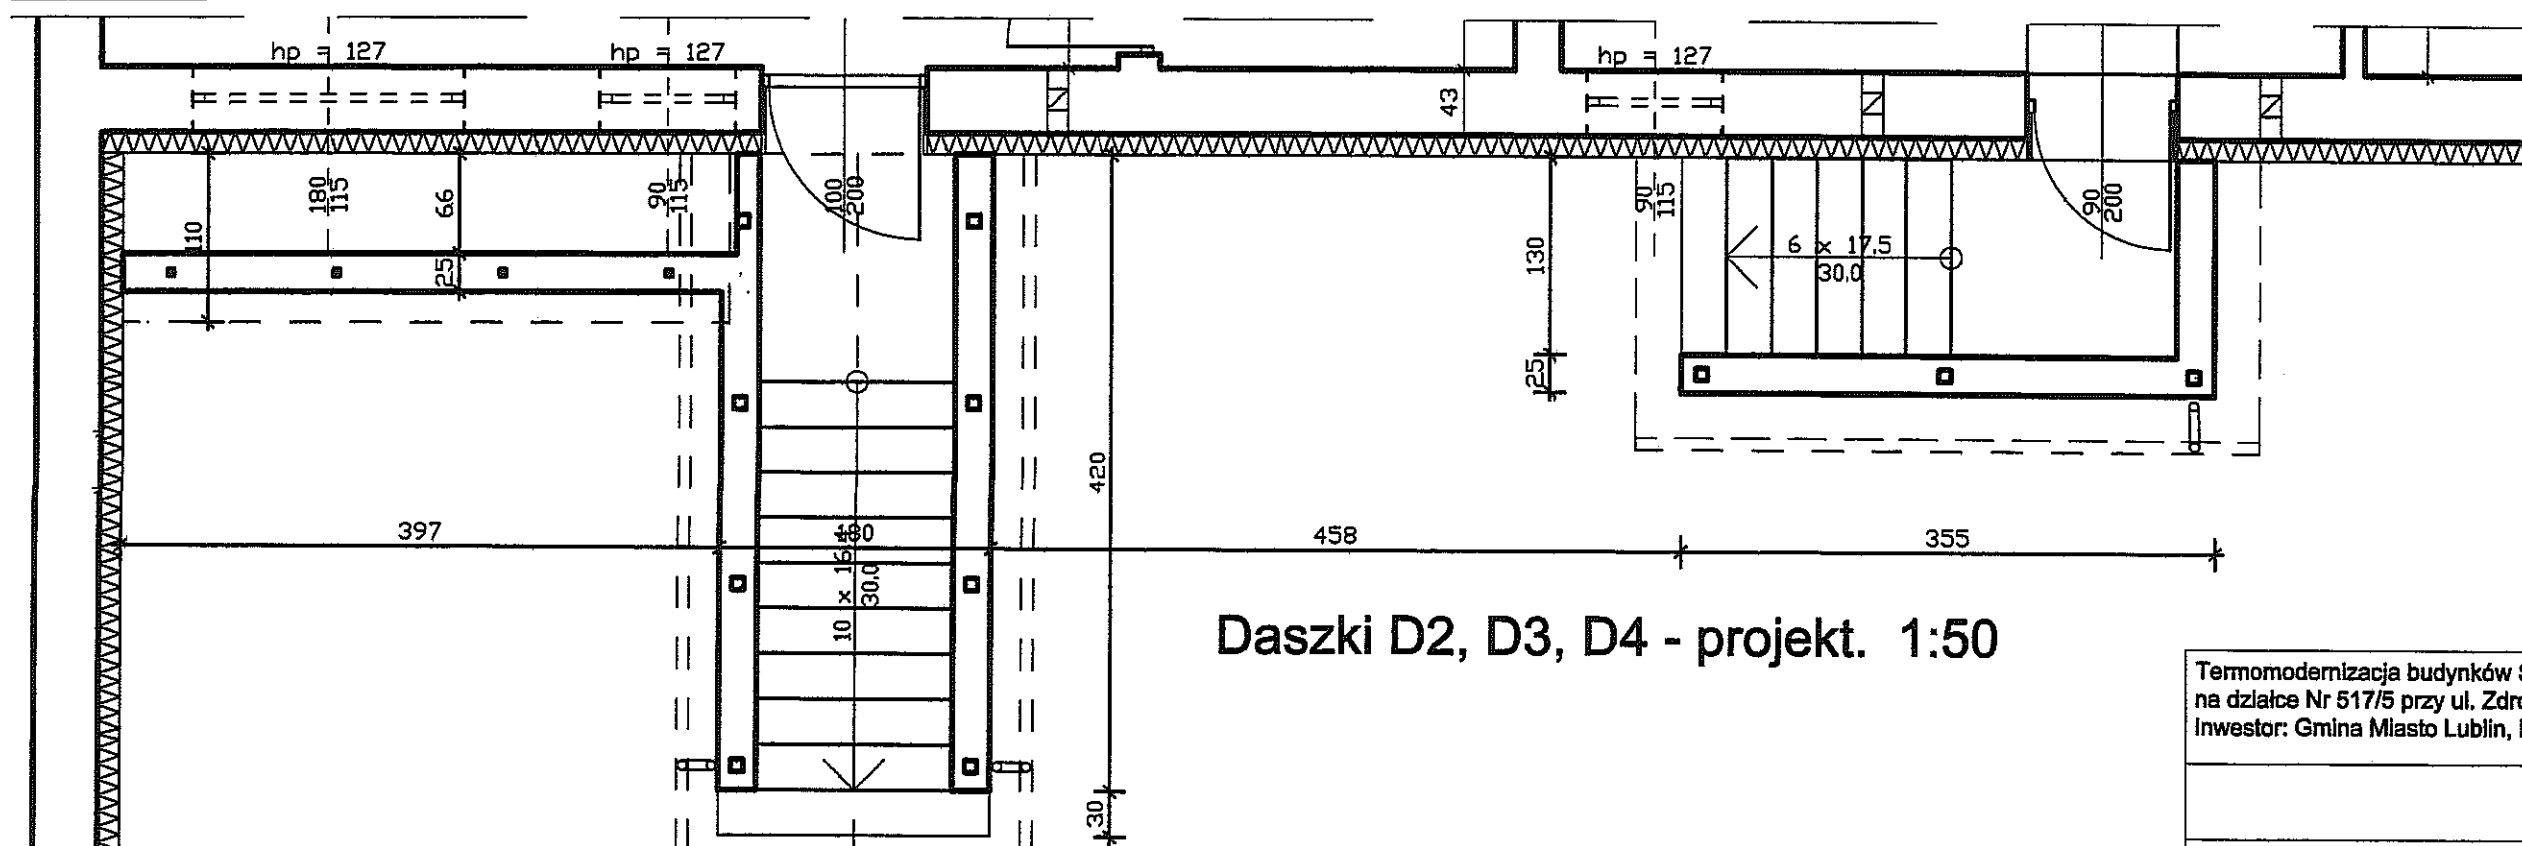 hp = 127
hp = 127
hp = 127
43
180
115
66
90
115
100
200
90
115
90
200
110
25
130
6 x 17,5
30,0
25
420
397
180
458
355
10 x
30,0
30
Daszki D2, D3, D4 - projekt. 1:50
Termomodernizacja budynków
na działce Nr 517/5 przy ul.
Inwestor: Gmina Miasto Lublin,